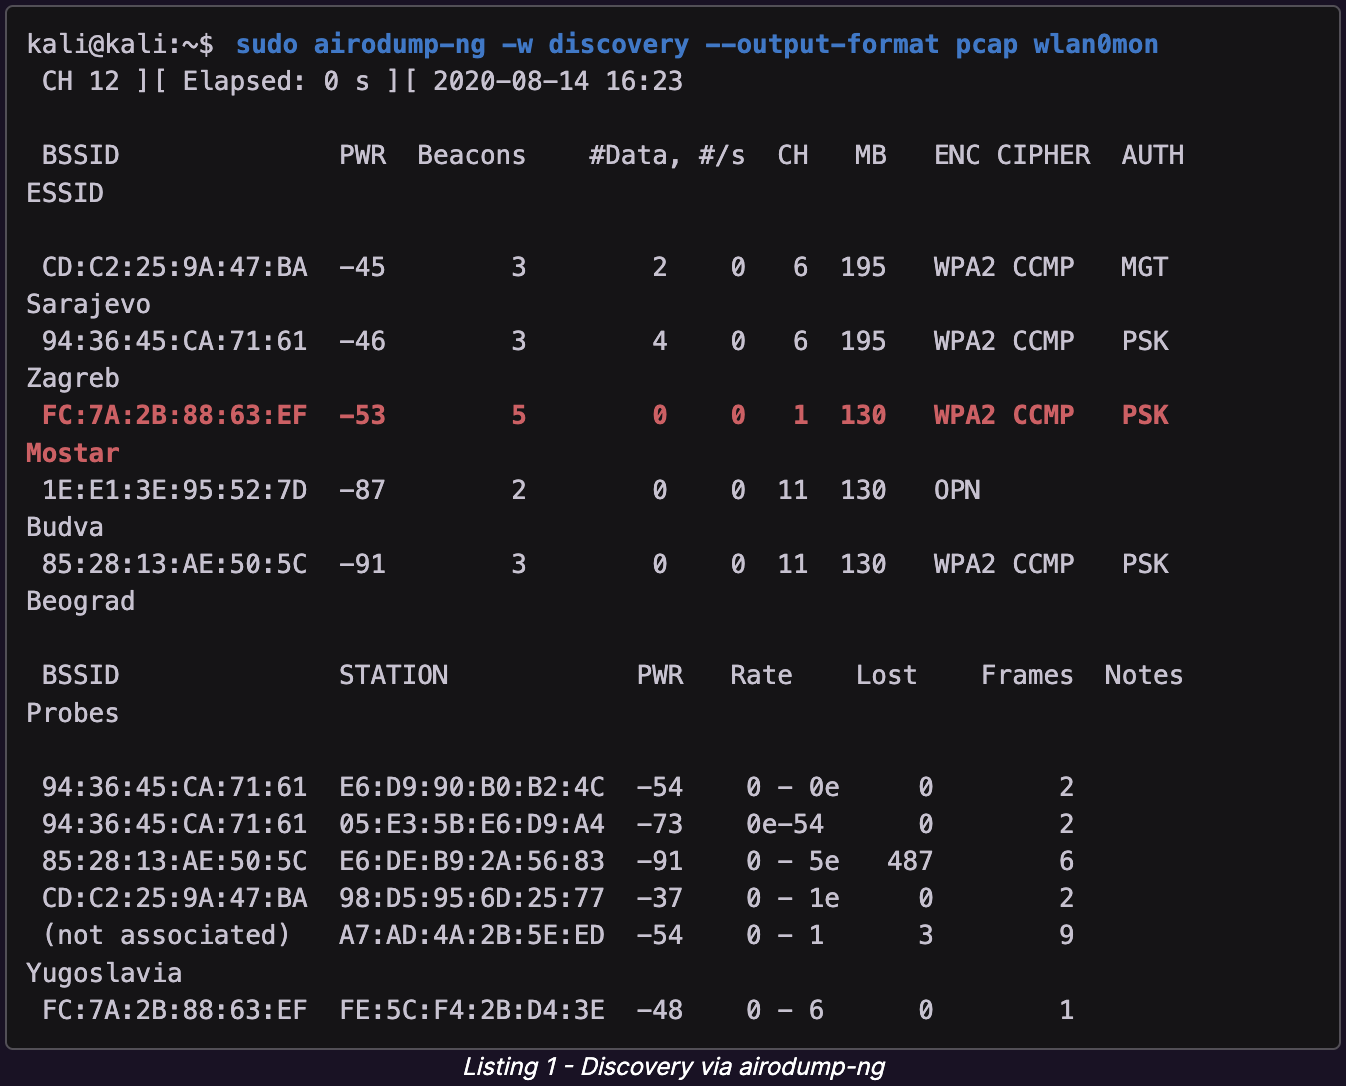 kali@kali:~$ sudo airodump-ng -w discovery --output-format pcap wlan0mon
CH 12 ][ Elapsed: 0 s ][ 2020-08-14 16:23
BSSID PWR Beacons #Data, #/s CH MB ENC CIPHER AUTH
ESSID
CD:C2:25:9A:47:BA -45 3 2 0 6 195 WPA2 CCMP MGT
Sarajevo
94:36:45:CA:71:61 -46 3 4 0 6 195 WPA2 CCMP PSK
Zagreb
FC:7A:2B:88:63:EF -53 5 0 0 1 130 WPA2 CCMP PSK
Mostar
1E:E1:3E:95:52:7D -87 2 0 0 11 130 OPN
Budva
85:28:13:AE:50:5C -91 3 0 0 11 130 WPA2 CCMP PSK
Beograd
BSSID STATION PWR Rate Lost Frames Notes
Probes
94:36:45:CA:71:61 E6:D9:90:B0:B2:4C -54 0 - 0e 0 2
94:36:45:CA:71:61 05:E3:5B:E6:D9:A4 -73 0e-54 0 2
85:28:13:AE:50:5C E6:DE:B9:2A:56:83 -91 0 - 5e 487 6
CD:C2:25:9A:47:BA 98:D5:95:6D:25:77 -37 0 - 1e 0 2
(not associated) A7:AD:4A:2B:5E:ED -54 0 - 1 3 9
Yugoslavia
FC:7A:2B:88:63:EF FE:5C:F4:2B:D4:3E -48 0 - 6 0 1
Listing 1 - Discovery via airodump-ng